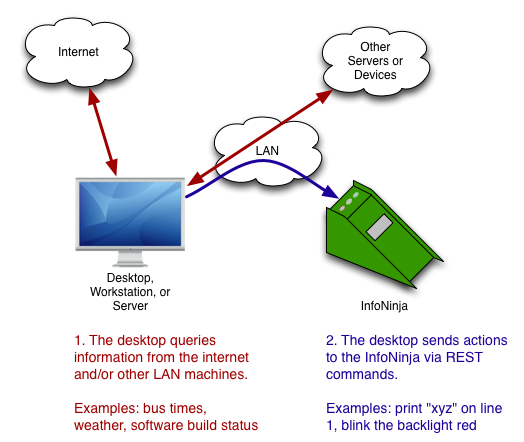 Internet
Other
Servers or
Devices
LAN
Desktop,
Workstation, or
Server
InfoNinja
1. The desktop queries
information from the internet
and/or other LAN machines.
Examples: bus times,
weather, software build status
2. The desktop sends actions
to the InfoNinja via REST
commands.
Examples: print "xyz" on line
1, blink the backlight red